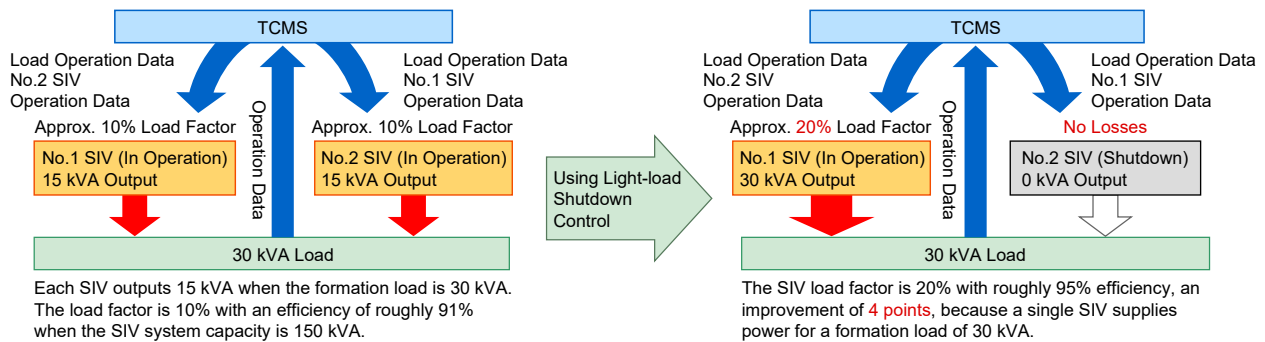 TCMS
Load Operation Data
No.2 SIV
Operation Data
Load Operation Data
No.1 SIV
Operation Data
Operation Data
Approx. 10% Load Factor
Approx. 10% Load Factor
No.1 SIV (In Operation)
15 kVA Output
No.2 SIV (In Operation)
15 kVA Output
30 kVA Load
Each SIV outputs 15 kVA when the formation load is 30 kVA.
The load factor is 10% with an efficiency of roughly 91%
when the SIV system capacity is 150 kVA.
Using Light-load
Shutdown
Control
TCMS
Load Operation Data
No.2 SIV
Operation Data
Load Operation Data
No.1 SIV
Operation Data
Operation Data
Approx. 20% Load Factor
No Losses
No.1 SIV (In Operation)
30 kVA Output
No.2 SIV (Shutdown)
0 kVA Output
30 kVA Load
The SIV load factor is 20% with roughly 95% efficiency, an
improvement of 4 points, because a single SIV supplies
power for a formation load of 30 kVA.